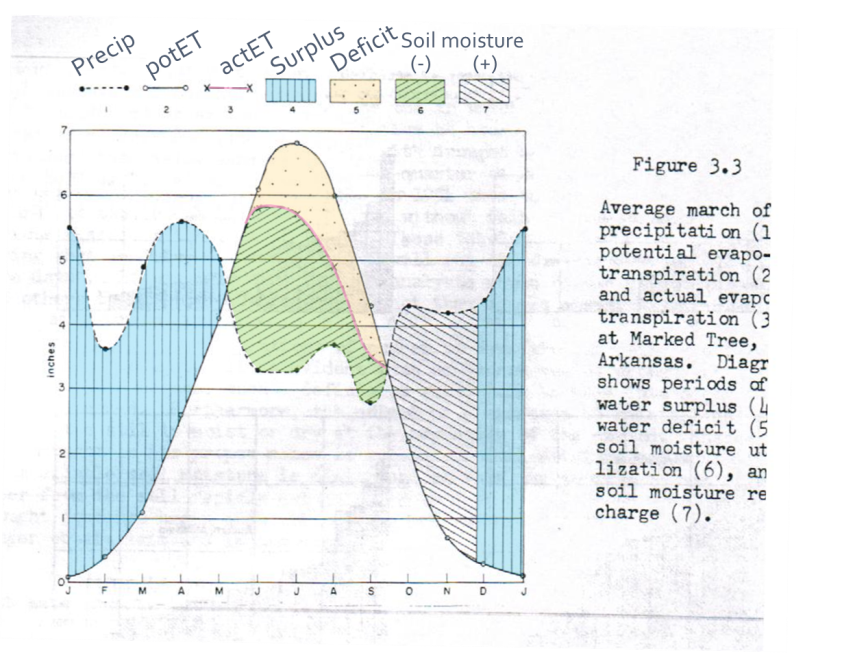 Precip potET actET Surplus Deficit Soil moisture
(-) (+)
1 2 3 4 5 6 7
7
6
5
4
3
2
1
0
inches
J F M A M J J A S O N D J
Figure 3.3
Average march of
precipitation (1
potential evapo-
transpiration (2
and actual evapo
transpiration (3
at Marked Tree,
Arkansas. Diagr
shows periods of
water surplus (4
water deficit (5
soil moisture ut
lization (6), an
soil moisture re
charge (7).